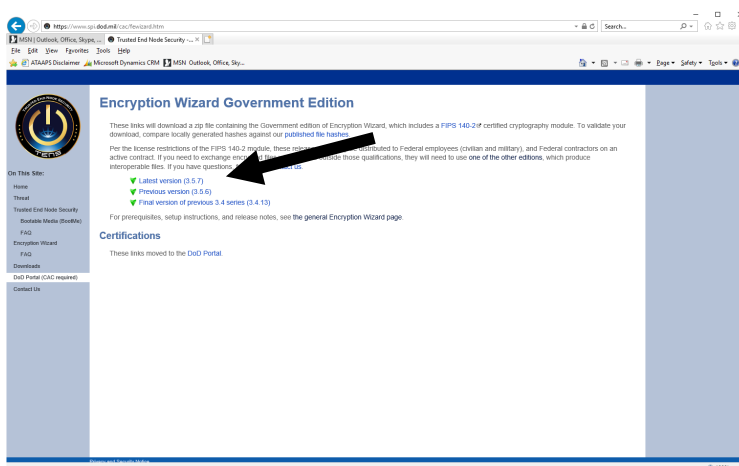 https://www.spi.dod.mil/cac/fewizard.htm
Search...
MSN | Outlook, Office, Skype, ...
Trusted End Node Security -...
File Edit View Favorites Tools Help
ATAAPS Disclaimer Microsoft Dynamics CRM MSN Outlook, Office, Sky...
Page Safety Tools
Encryption Wizard Government Edition
These links will download a zip file containing the Government edition of Encryption Wizard, which includes a FIPS 140-2 certified cryptography module. To validate your
download, compare locally generated hashes against our published file hashes
Per the license restrictions of the FIPS 140-2 module, these distributed to Federal employees (civilian and military), and Federal contractors on an
active contract. If you need to exchange outside those qualifications, they will need to use one of the other editions, which produce
interoperable files. If you have questions, us.
Latest version (3.5.7)
Previous version (3.5.6)
Final version of previous 3.4 series (3.4.13)
For prerequisites, setup instructions, and release notes, see the general Encryption Wizard page.
Certifications
These links moved to the DoD Portal.
TENS
On This Site:
Home
Threat
Trusted End Node Security
Bootable Media (BootMe)
FAQ
Encryption Wizard
FAQ
Downloads
DoD Portal (CAC required)
Contact Us
Privacy and Security Notice